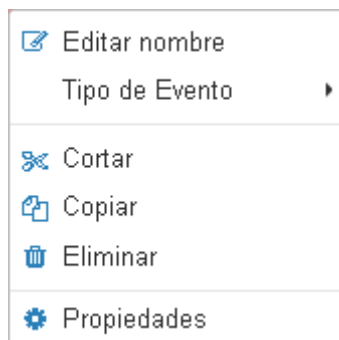 Editar nombre
Tipo de Evento
Cortar
Copiar
Eliminar
Propiedades